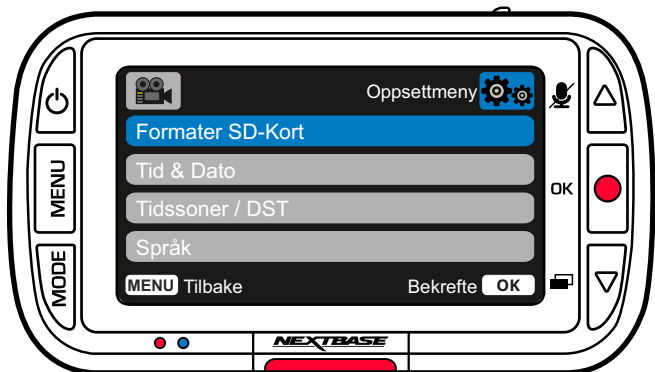 Oppsettmeny
Formater SD-Kort
Tid & Dato
Tidssoner / DST
Språk
MENU Tilbake
Bekrefte OK
MENU
MODE
OK
NEXTBASE